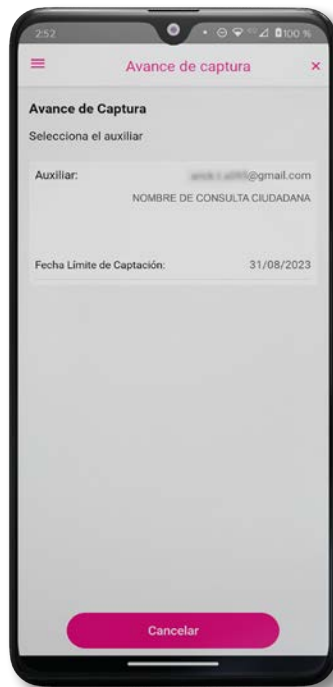 2:52 100 %
Avance de captura ×
Avance de Captura
Selecciona el auxiliar
Auxiliar: @gmail.com
NOMBRE DE CONSULTA CIUDADANA
Fecha Límite de Captación: 31/08/2023
Cancelar